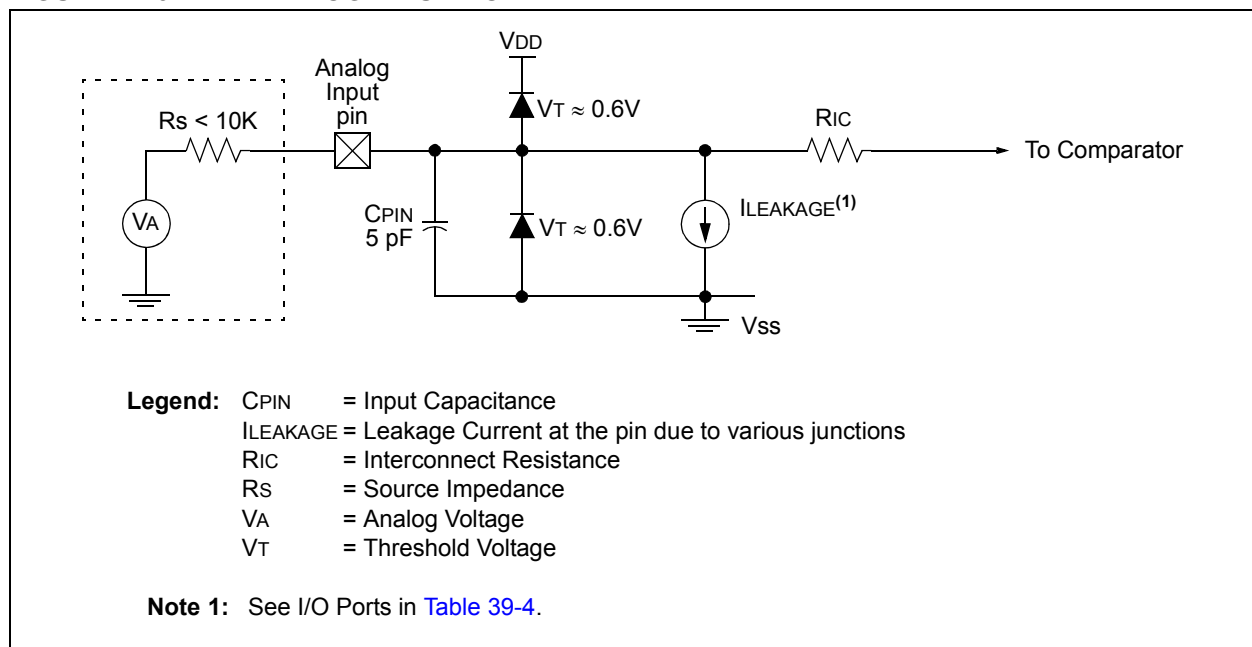 VDD
Analog
Input
pin
Rs < 10K
VT ≈ 0.6V
RIC
To Comparator
VA
CPIN
5 pF
VT ≈ 0.6V
ILEAKAGE(1)
Vss
Legend: CPIN = Input Capacitance
ILEAKAGE = Leakage Current at the pin due to various junctions
RIC = Interconnect Resistance
RS = Source Impedance
VA = Analog Voltage
VT = Threshold Voltage
Note 1: See I/O Ports in Table 39-4.